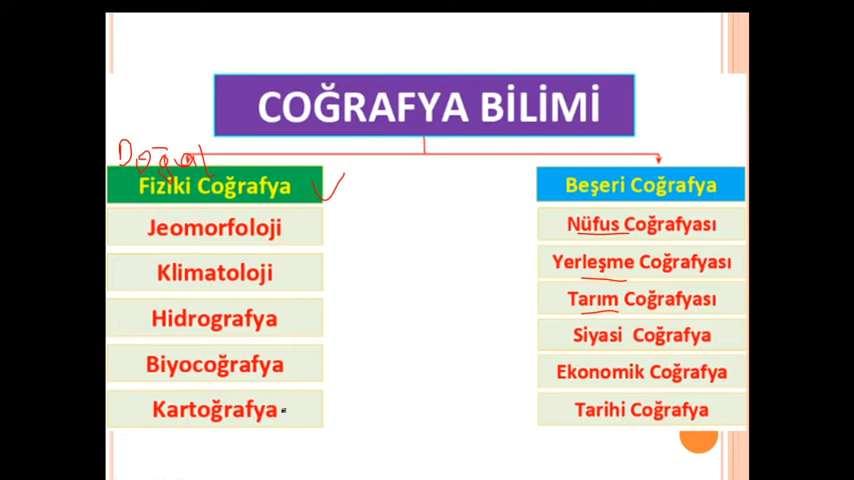 COĞRAFYA BİLİMİ
Doğal
Fiziki Coğrafya
Jeomorfoloji
Klimatoloji
Hidrografya
Biyocoğrafya
Kartoğrafya
Beşeri Coğrafya
Nüfus Coğrafyası
Yerleşme Coğrafyası
Tarım Coğrafyası
Siyasi Coğrafya
Ekonomik Coğrafya
Tarihi Coğrafya